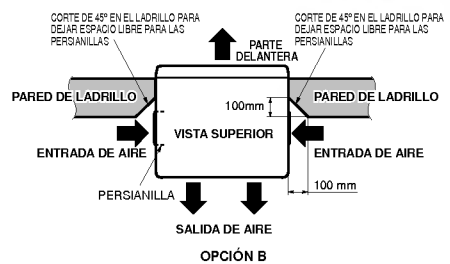 CORTE DE 45º EN EL LADRILLO PARA
DEJAR ESPACIO LIBRE PARA LAS
PERSIANILLAS
CORTE DE 45º EN EL LADRILLO PARA
DEJAR ESPACIO LIBRE PARA LAS
PERSIANILLAS
PARTE
DELANTERA
PARED DE LADRILLO
100mm
PARED DE LADRILLO
VISTA SUPERIOR
ENTRADA DE AIRE
ENTRADA DE AIRE
PERSIANILLA
100 mm
SALIDA DE AIRE
OPCIÓN B